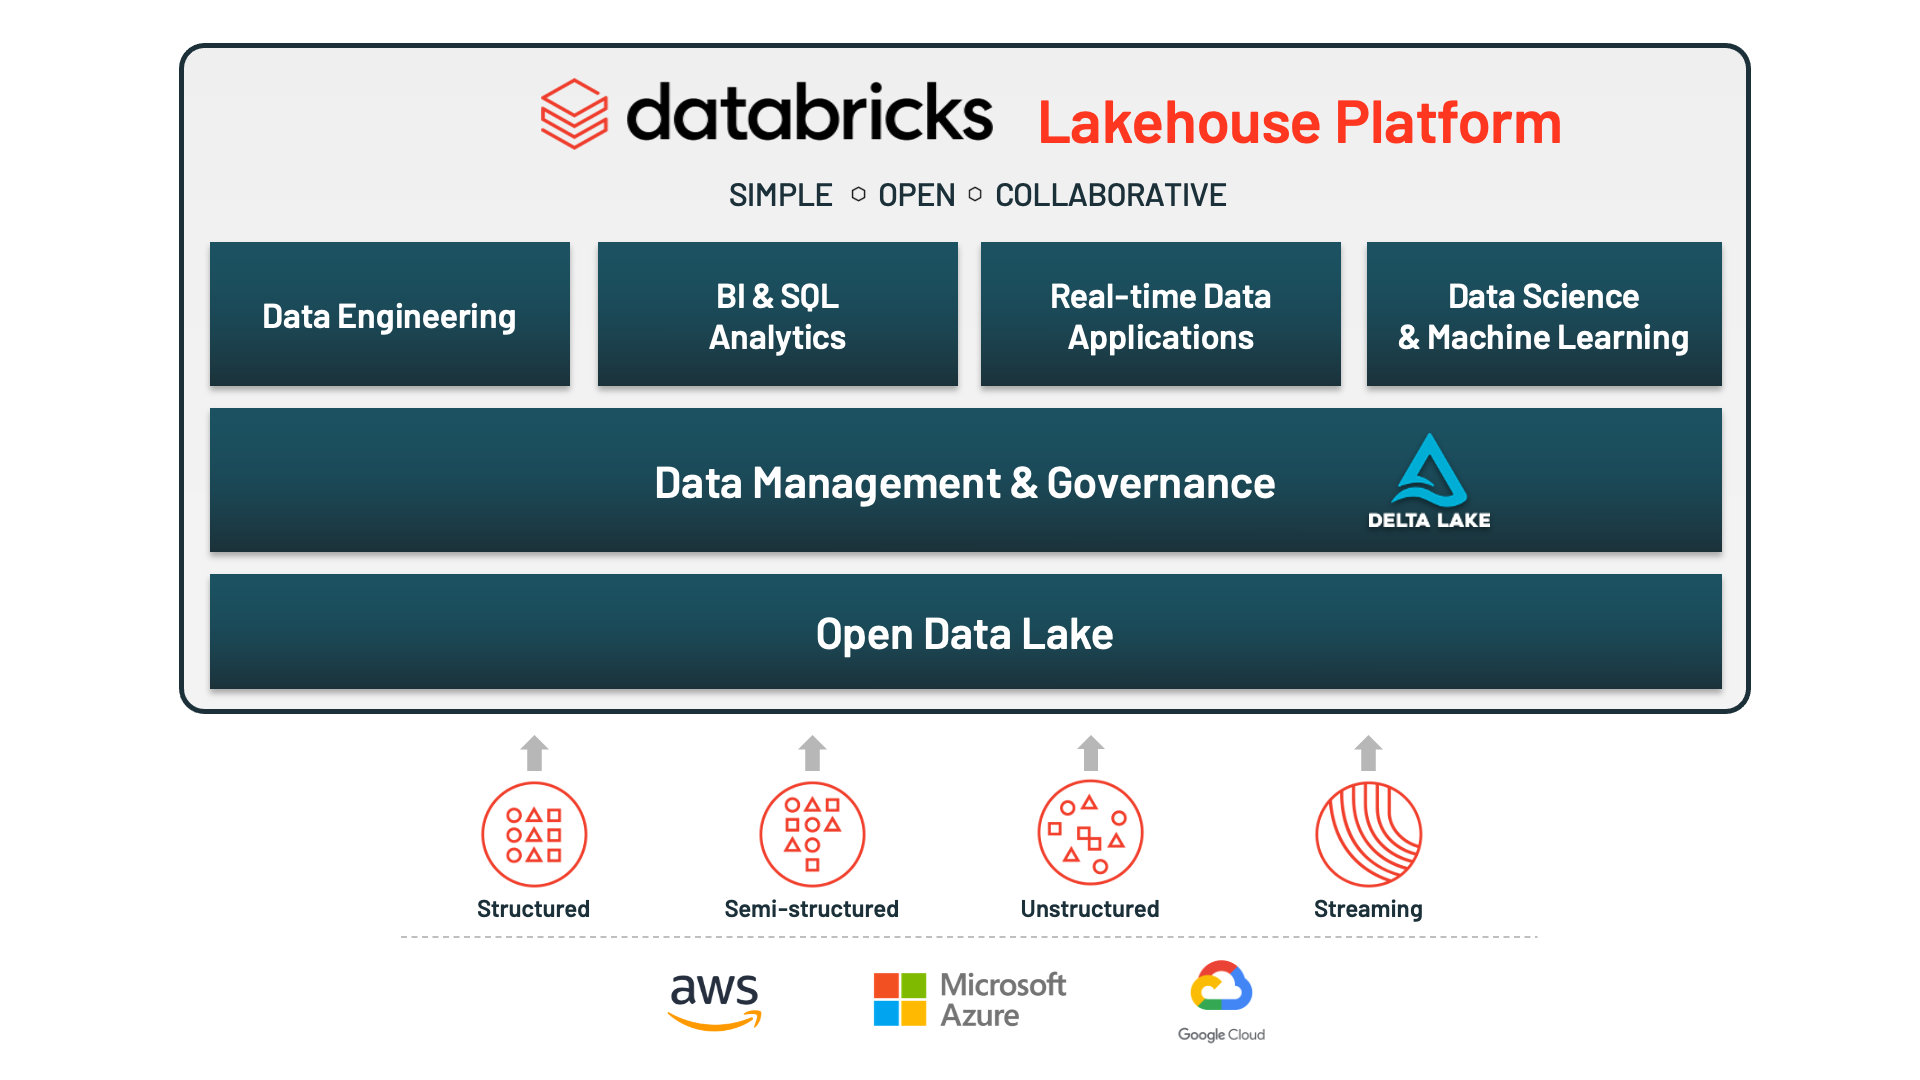 databricks Lakehouse Platform
SIMPLE OPEN COLLABORATIVE
Data Engineering
BI & SQL
Analytics
Real-time Data
Applications
Data Science
& Machine Learning
Data Management & Governance
DELTA LAKE
Open Data Lake
Structured
Semi-structured
Unstructured
Streaming
aws
Microsoft
Azure
Google Cloud